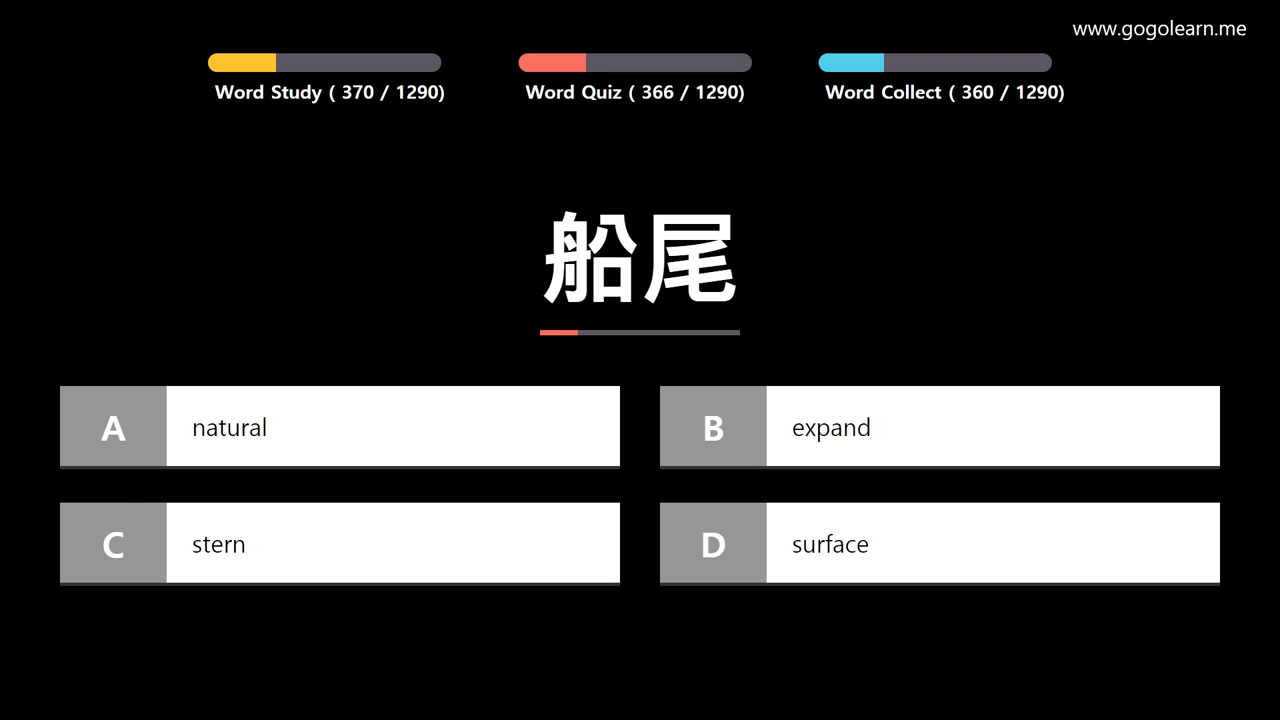 www.gogolearn.me
Word Study ( 370 / 1290)
Word Quiz ( 366 / 1290)
Word Collect ( 360 / 1290)
船尾
A natural
B expand
C stern
D surface